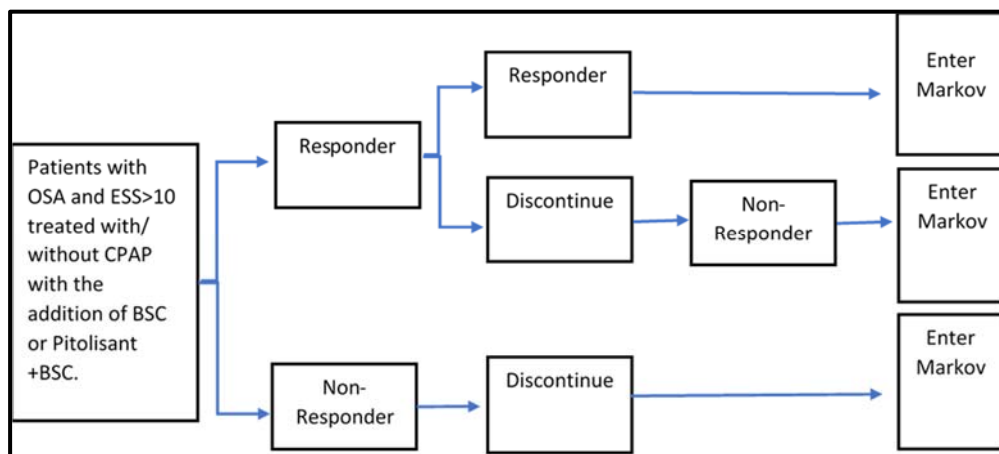 Patients with
OSA and ESS>10
treated with/
without CPAP
with the
addition of BSC
or Pitolisant
+BSC.
Responder
Non-
Responder
Responder
Discontinue
Non-
Responder
Discontinue
Enter
Markov
Enter
Markov
Enter
Markov